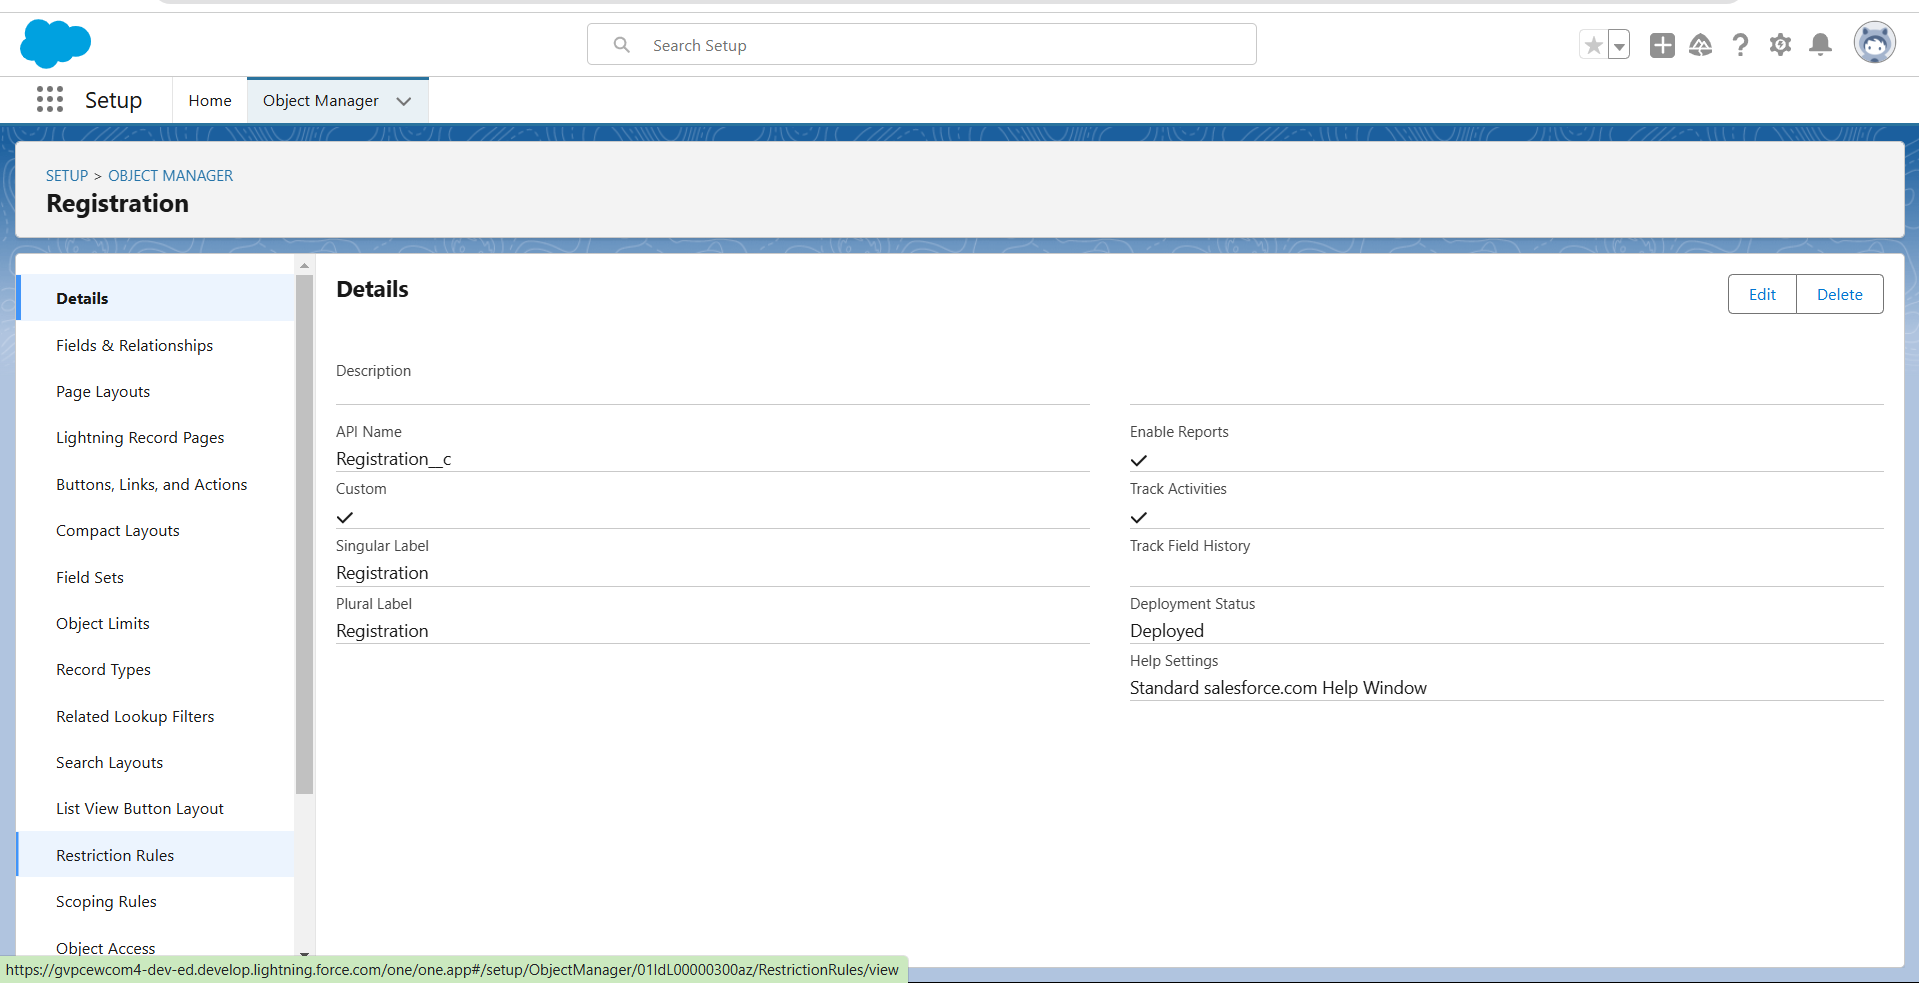 Search Setup
Setup
Home
Object Manager
SETUP > OBJECT MANAGER
Registration
Details
Fields & Relationships
Page Layouts
Lightning Record Pages
Buttons, Links, and Actions
Compact Layouts
Field Sets
Object Limits
Record Types
Related Lookup Filters
Search Layouts
List View Button Layout
Restriction Rules
Scoping Rules
Object Access
Details
Edit
Delete
Description
API Name
Registration__c
Custom
Singular Label
Registration
Plural Label
Registration
Enable Reports
Track Activities
Track Field History
Deployment Status
Deployed
Help Settings
Standard salesforce.com Help Window
https://gvpcewcom4-dev-ed.develop.lightning.force.com/one/one.app#/setup/ObjectManager/01IdL00000300az/RestrictionRules/view